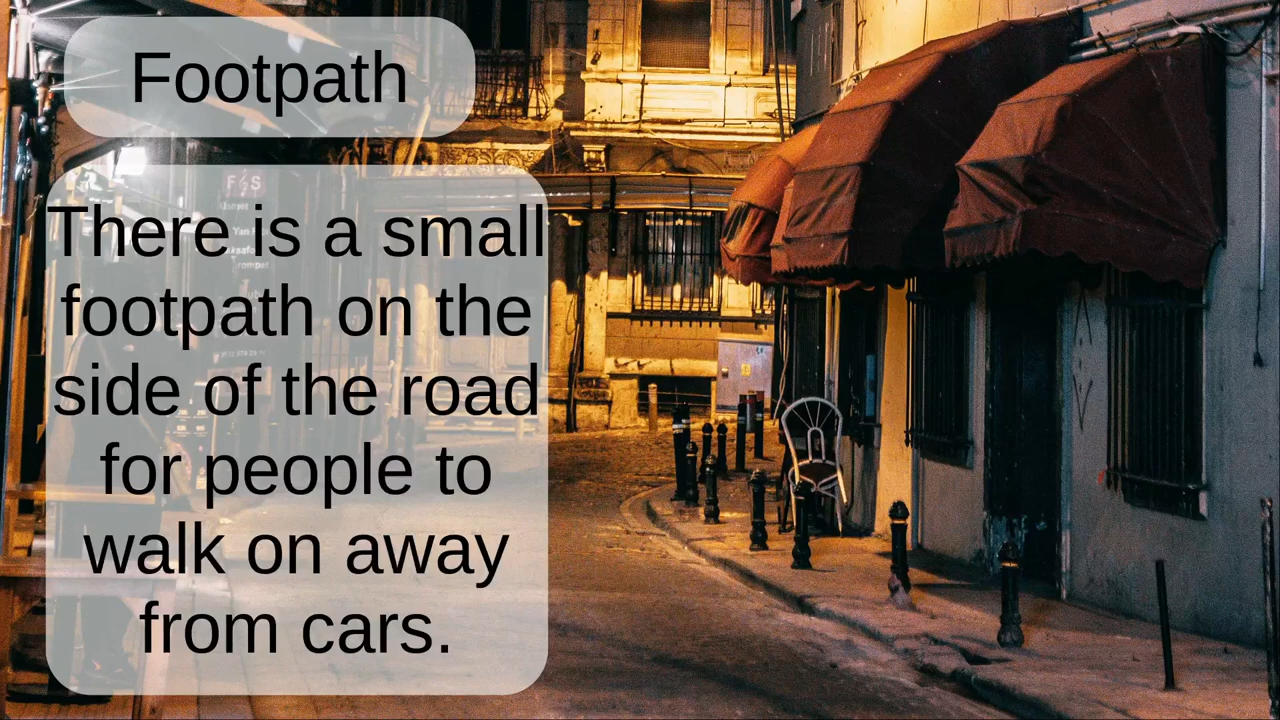 Footpath
F&S
There is a small
footpath on the
side of the road
for people to
walk on away
from cars.